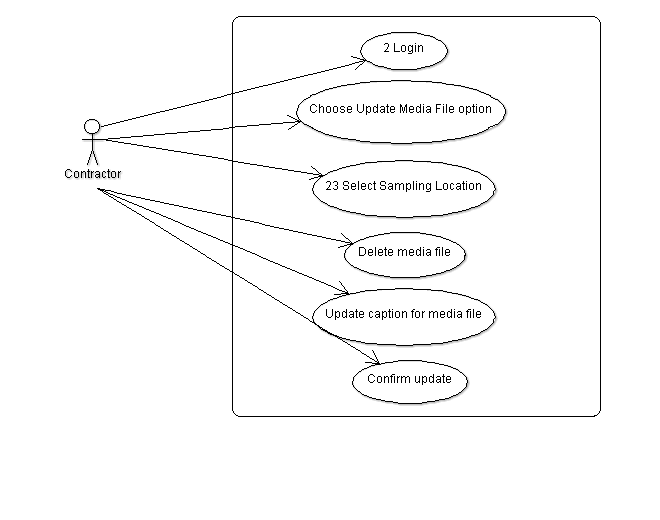 2 Login
Choose Update Media File option
Contractor
23 Select Sampling Location
Delete media file
Update caption for media file
Confirm update